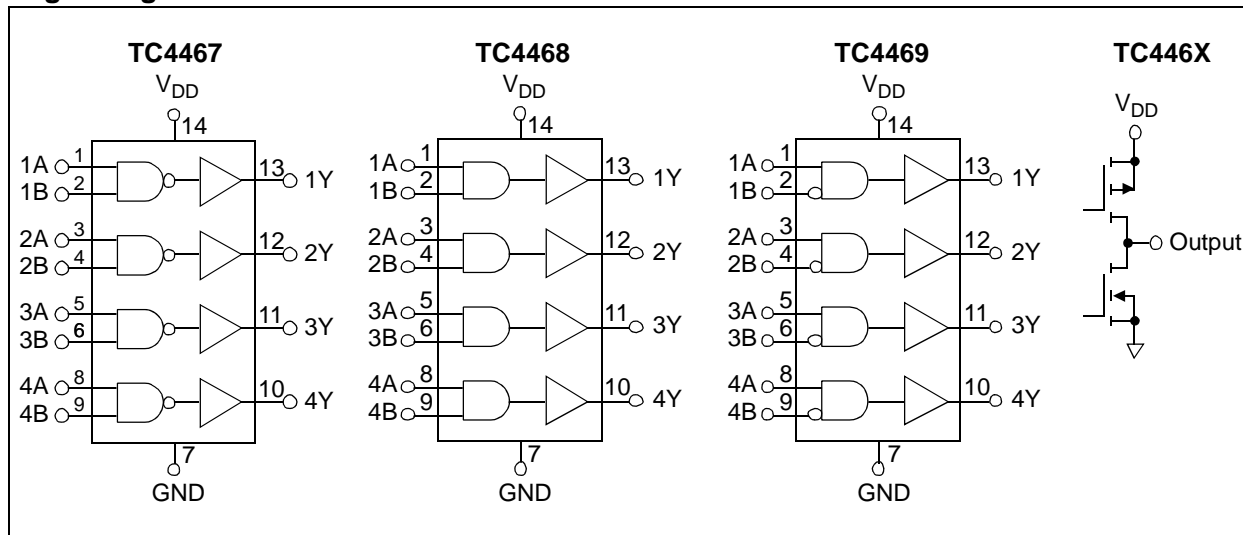 TC4467
VDD
14
1A 1
1B 2
13 1Y
2A 3
2B 4
12 2Y
3A 5
3B 6
11 3Y
4A 8
4B 9
10 4Y
7
GND
TC4468
VDD
14
1A 1
1B 2
13 1Y
2A 3
2B 4
12 2Y
3A 5
3B 6
11 3Y
4A 8
4B 9
10 4Y
7
GND
TC4469
VDD
14
1A 1
1B 2
13 1Y
2A 3
2B 4
12 2Y
3A 5
3B 6
11 3Y
4A 8
4B 9
10 4Y
7
GND
TC446X
VDD
Output